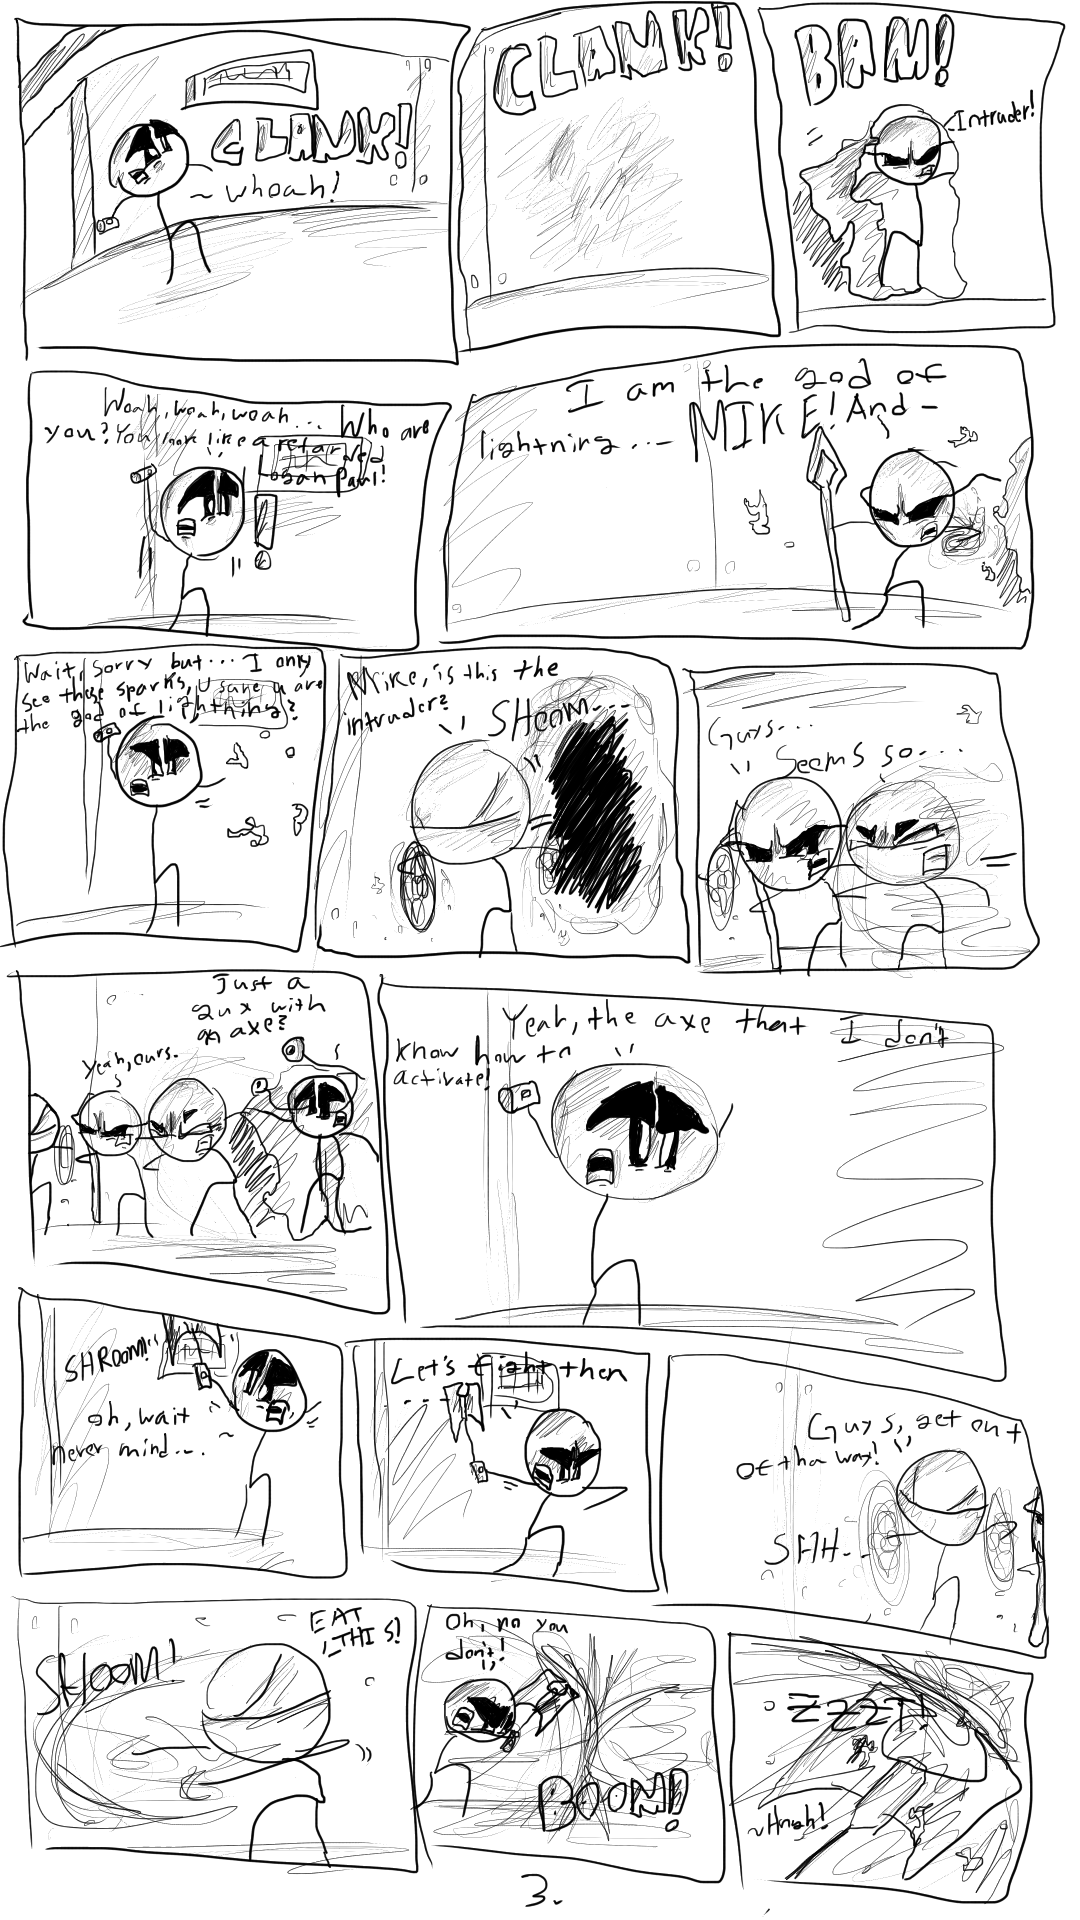 CLANK!
~ whoah!
CLANK!
BAM!
Intruder!
Woah, woah, woah... Who are
you? You look like a retarded
Logan Paul!
I am the god of
lightning... MIKE! And -
Wait, sorry but... I only
see these sparks, u sure u are
the god of lightning?
Mike, is this the
intruder?
SHOOM...
Guys...
Seems so...
Just a
guy with
an axe?
Yeah, ours.
Yeah, the axe that I don't
know how to
activate!
SHROOM!
oh, wait
never mind...
Let's fight then
...
Guys, get out
of tha way!
SHH..
SHOOM!
EAT
THIS!
Oh, no you
don't!
BOOM!
ZZZZT!
~Hngh!
3.